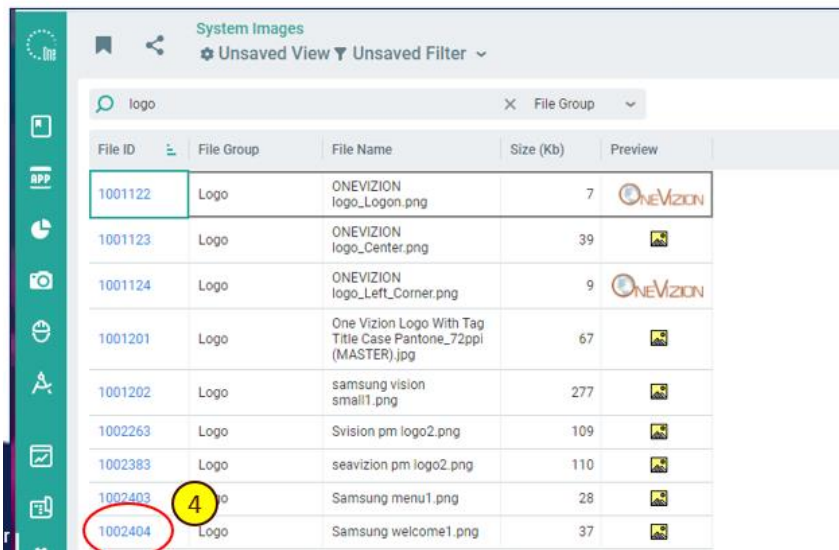 One
System Images
Unsaved View Unsaved Filter
logo File Group
File ID File Group File Name Size (Kb) Preview
1001122 Logo ONEVIZION 7 ONEVIZION
logo_Logon.png
1001123 Logo ONEVIZION 39
logo_Center.png
1001124 Logo ONEVIZION 9 ONEVIZION
logo_Left_Corner.png
One Vizion Logo With Tag
1001201 Logo Title Case Pantone_72ppi 67
(MASTER).jpg
1001202 Logo samsung vision 277
small1.png
1002263 Logo Svision pm logo2.png 109
1002383 Logo seavizion pm logo2.png 110
1002403 Samsung menu1.png 28
4
1002404 Logo Samsung welcome1.png 37
APP
r